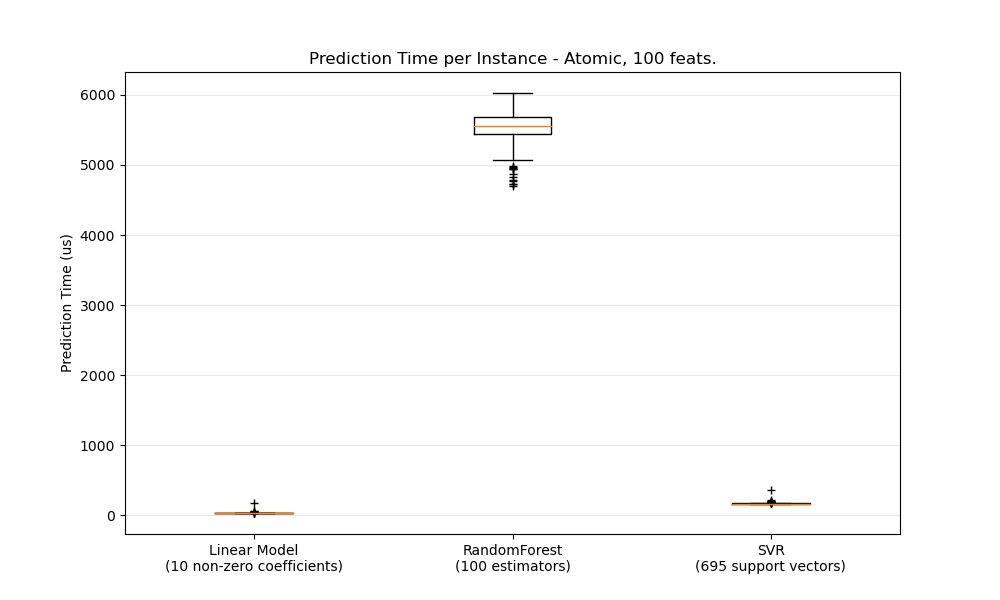 Prediction Time per Instance - Atomic, 100 feats.
Prediction Time (us)
6000
5000
4000
3000
2000
1000
0
Linear Model
(10 non-zero coefficients)
RandomForest
(100 estimators)
SVR
(695 support vectors)